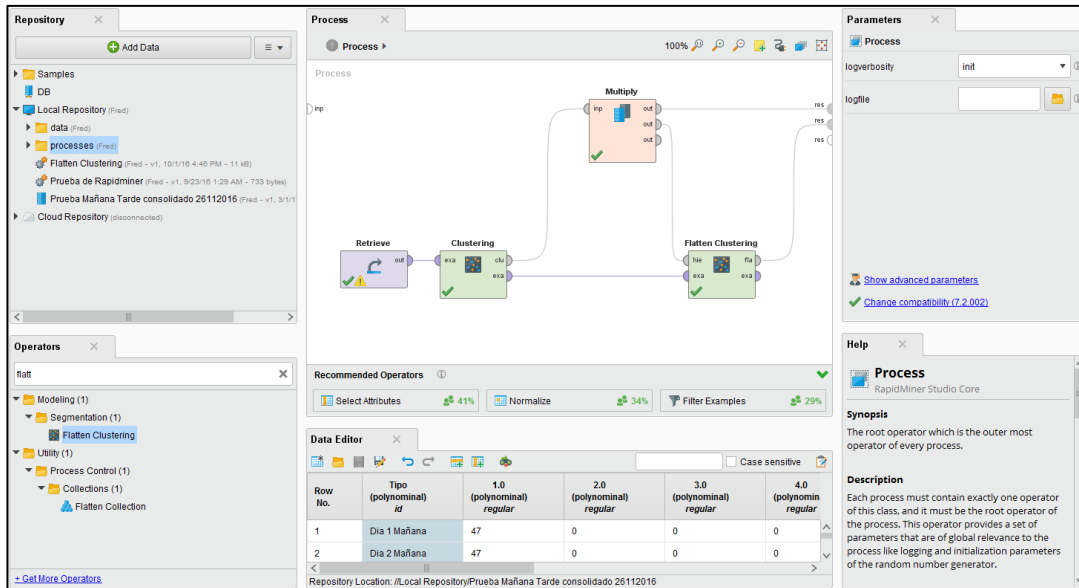 Repository
Add Data
Samples
DB
Local Repository (Fred)
data (Fred)
processes (Fred)
Flatten Clustering (Fred - v1, 10/1/16 4:46 PM - 11 kB)
Prueba de Rapidminer (Fred - v1, 9/23/16 1:29 AM - 733 bytes)
Prueba Mañana Tarde consolidado 26112016 (Fred - v1, 3/1/1
Cloud Repository (disconnected)
Operators
flatt
Modeling (1)
Segmentation (1)
Flatten Clustering
Utility (1)
Process Control (1)
Collections (1)
Flatten Collection
+ Get More Operators
Process
Process
100%
Process
inp
Multiply
inp
out
out
out
res
res
res
Retrieve
out
Clustering
exa
clu
exa
Flatten Clustering
hie
fla
exa
exa
Recommended Operators
Select Attributes
41%
Normalize
34%
Filter Examples
29%
Data Editor
Case sensitive
Row No.
Tipo (polynominal) id
1.0 (polynominal) regular
2.0 (polynominal) regular
3.0 (polynominal) regular
4.0 (polynomin regular
1 Dia 1 Mañana 47 0 0 0
2 Dia 2 Mañana 47 0 0 0
Repository Location: //Local Repository/Prueba Mañana Tarde consolidado 26112016
Parameters
Process
logverbosity
init
logfile
Show advanced parameters
Change compatibility (7.2.002)
Help
Process
RapidMiner Studio Core
Synopsis
The root operator which is the outer most
operator of every process.
Description
Each process must contain exactly one operator
of this class, and it must be the root operator of
the process. This operator provides a set of
parameters that are of global relevance to the
process like logging and initialization parameters
of the random number generator.